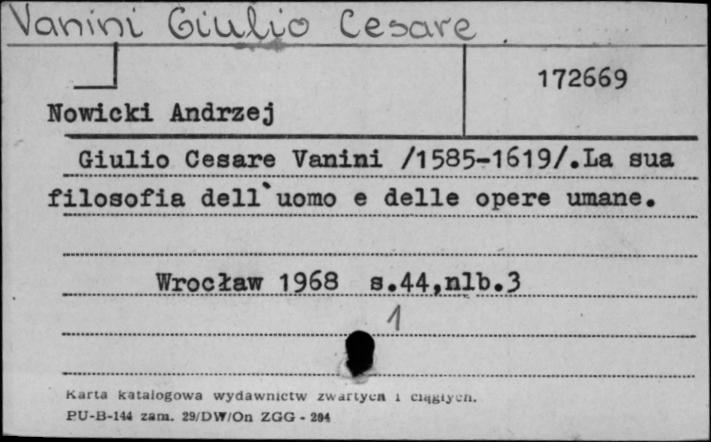 Vanini Giulio Cesare
172669
Nowicki Andrzej
Giulio Cesare Vanini /1585-1619/.La sua
filosofia dell`uomo e delle opere umane.
Wrocław 1968 s.44,nlb.3
1
Karta katalogowa wydawnictw zwartych i ciągłych.
PU-B-144 zam. 29/DW/On ZGG - 294